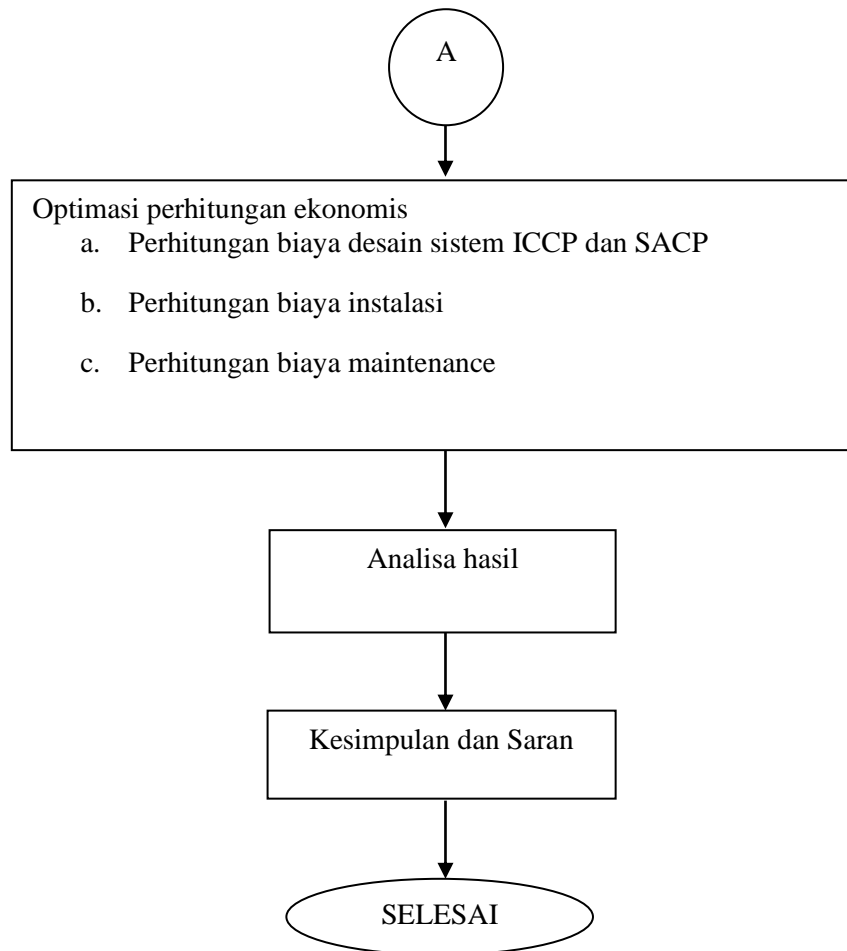 A
Optimasi perhitungan ekonomis
a. Perhitungan biaya desain sistem ICCP dan SACP
b. Perhitungan biaya instalasi
c. Perhitungan biaya maintenance
Analisa hasil
Kesimpulan dan Saran
SELESAI